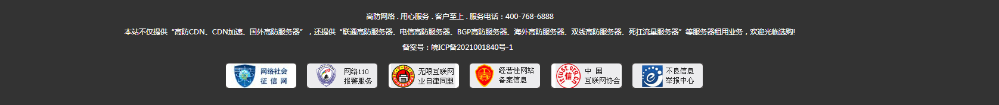 高防网络 . 用心服务 . 客户至上 . 服务电话：400-768-6888
本站不仅提供“高防CDN、CDN加速、国外高防服务器”，还提供“联通高防服务器、电信高防服务器、BGP高防服务器、海外高防服务器、双线高防服务器、死扛流量服务器”等服务器租用业务，欢迎光临选购!
备案号：皖ICP备2021001840号-1
网络社会
征信网
网络110
报警服务
无限互联网
业自律同盟
经营性网站
备案信息
itrust.org.cn
信
中 国
互联网协会
不良信息
举报中心